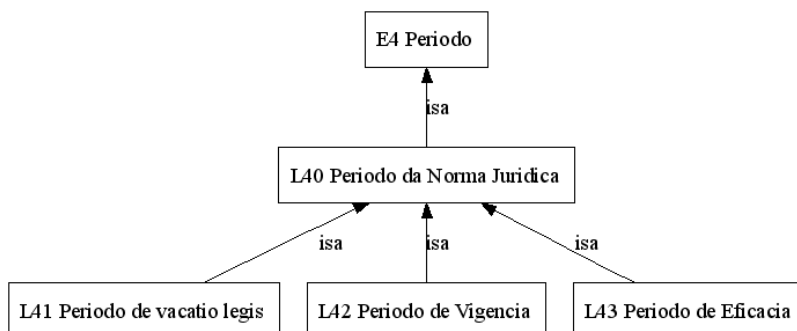 E4 Periodo
isa
L40 Periodo da Norma Juridica
isa
isa
isa
L41 Periodo de vacatio legis
L42 Periodo de Vigencia
L43 Periodo de Eficacia